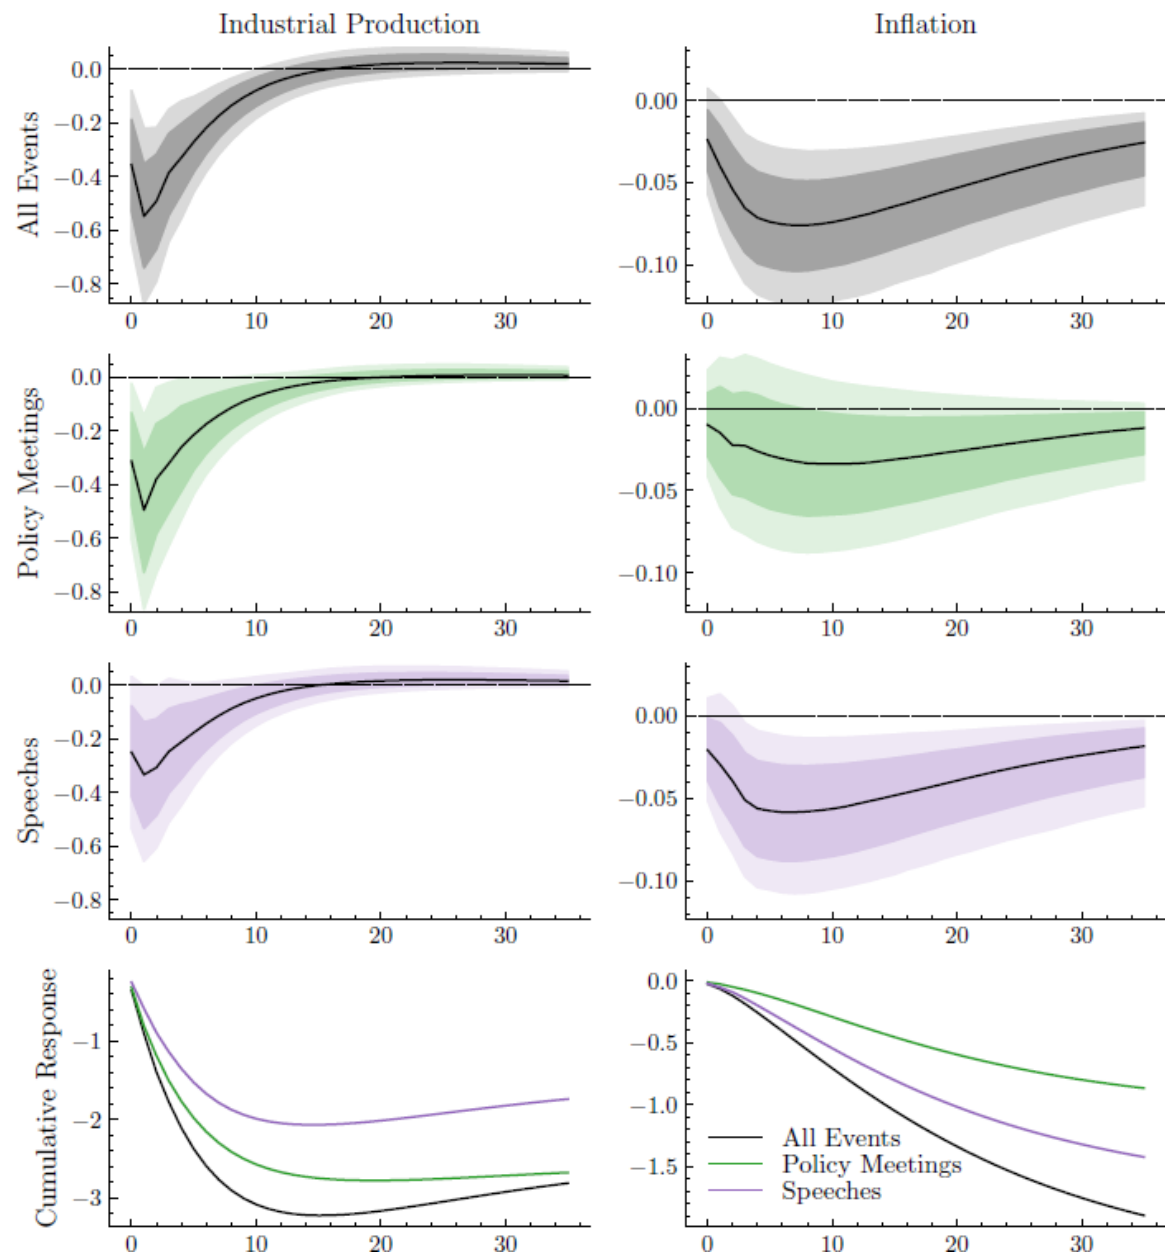 Industrial Production
Inflation
All Events
0.0
−0.2
−0.4
−0.6
−0.8
0 10 20 30
0.00
−0.05
−0.10
0 10 20 30
Policy Meetings
0.0
−0.2
−0.4
−0.6
−0.8
0 10 20 30
0.00
−0.05
−0.10
0 10 20 30
Speeches
0.0
−0.2
−0.4
−0.6
−0.8
0 10 20 30
0.00
−0.05
−0.10
0 10 20 30
Cumulative Response
−1
−2
−3
0 10 20 30
0.0
−0.5
−1.0
−1.5
All Events
Policy Meetings
Speeches
0 10 20 30